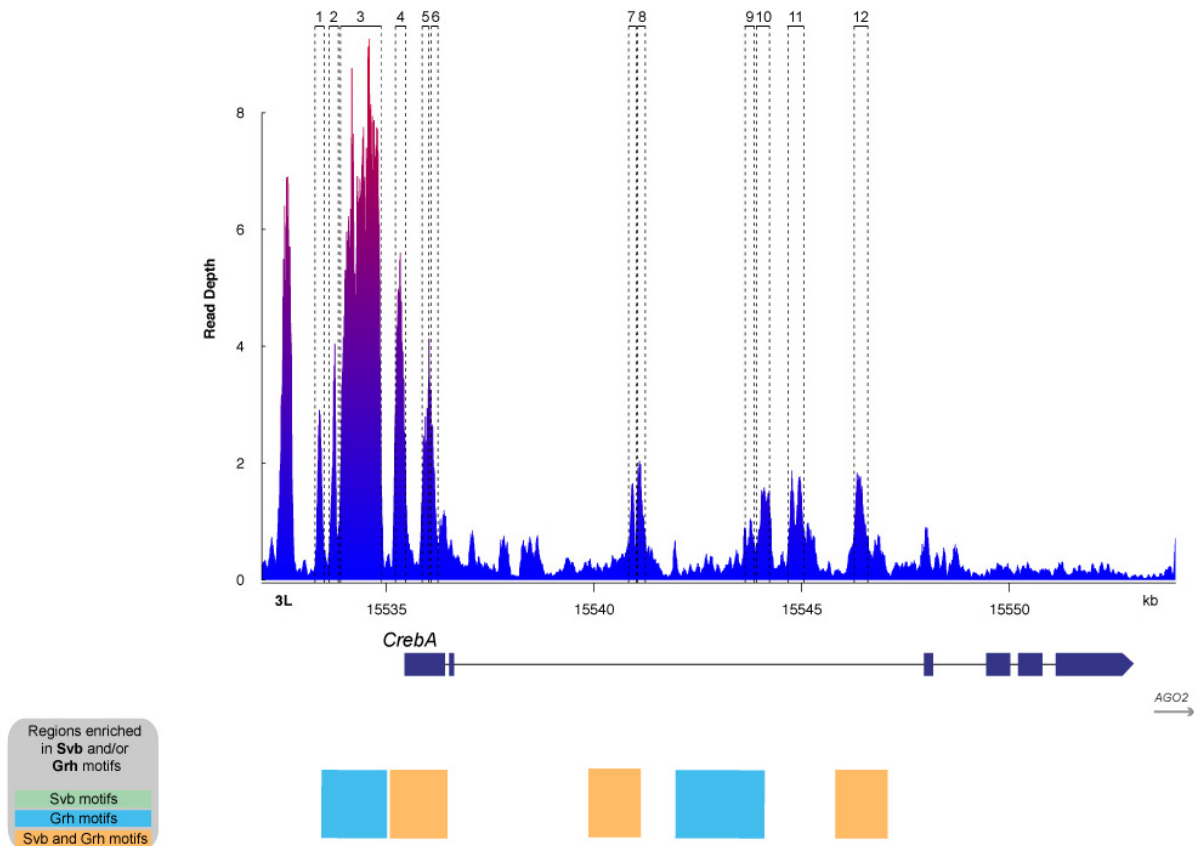 1 2 3 4 5 6 7 8 9 10 11 12
8
6
4
2
0
Read Depth
3L 15535 15540 15545 15550 kb
CrebA
AGO2
Regions enriched
in Svb and/or
Grh motifs
Svb motifs
Grh motifs
Svb and Grh motifs